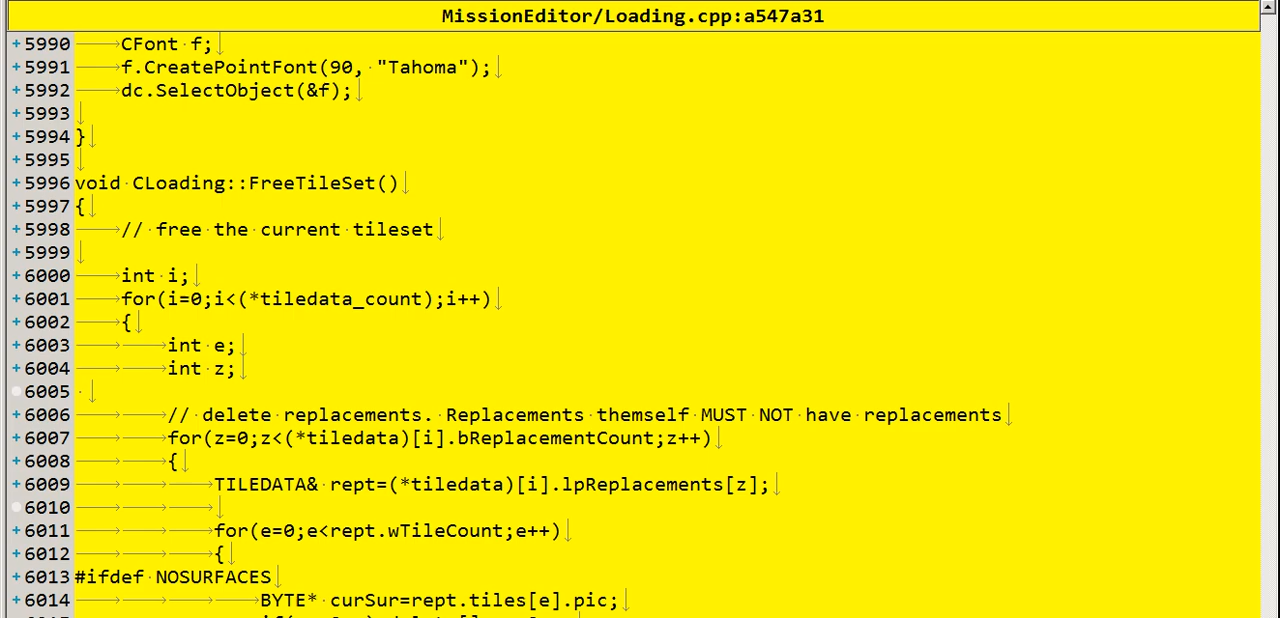 MissionEditor/Loading.cpp:a547a31
+5990 CFont f;
+5991 f.CreatePointFont(90, "Tahoma");
+5992 dc.SelectObject(&f);
+5993
+5994 }
+5995
+5996 void CLoading::FreeTileSet()
+5997 {
+5998 // free the current tileset
+5999
+6000 int i;
+6001 for(i=0;i<(*tiledata_count);i++)
+6002 {
+6003 int e;
+6004 int z;
6005
+6006 // delete replacements. Replacements themself MUST NOT have replacements
+6007 for(z=0;z<(*tiledata)[i].bReplacementCount;z++)
+6008 {
+6009 TILEDATA& rept=(*tiledata)[i].lpReplacements[z];
6010
+6011 for(e=0;e<rept.wTileCount;e++)
+6012 {
+6013 #ifdef NOSURFACES
+6014 BYTE* curSur=rept.tiles[e].pic;